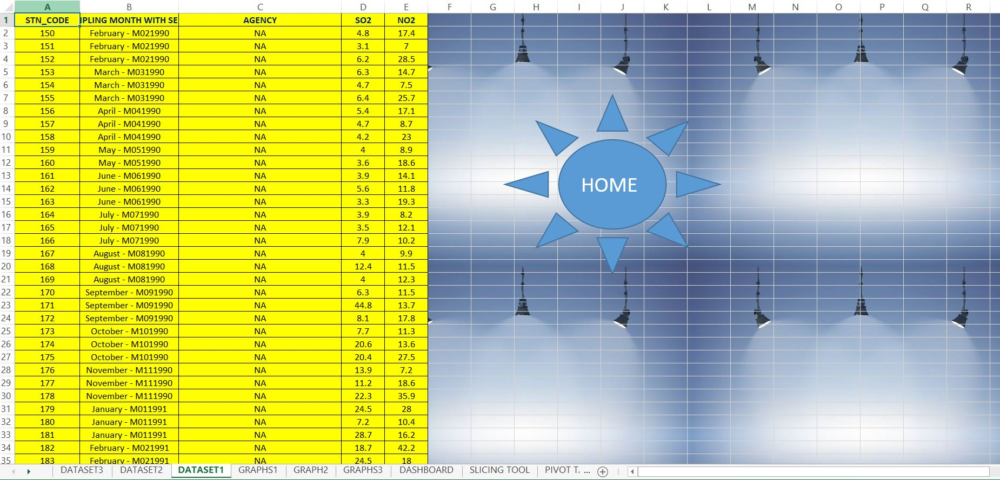 A B C D E F G H I J K L M N O P Q R
1 STN_CODE IPLING MONTH WITH SE AGENCY SO2 NO2
2 150 February - M021990 NA 4.8 17.4
3 151 February - M021990 NA 3.1 7
4 152 February - M021990 NA 6.2 28.5
5 153 March - M031990 NA 6.3 14.7
6 154 March - M031990 NA 4.7 7.5
7 155 March - M031990 NA 6.4 25.7
8 156 April - M041990 NA 5.4 17.1
9 157 April - M041990 NA 4.7 8.7
10 158 April - M041990 NA 4.2 23
11 159 May - M051990 NA 4 8.9
12 160 May - M051990 NA 3.6 18.6
13 161 June - M061990 NA 3.9 14.1
14 162 June - M061990 NA 5.6 11.8
HOME
15 163 June - M061990 NA 3.3 19.3
16 164 July - M071990 NA 3.9 8.2
17 165 July - M071990 NA 3.5 12.1
18 166 July - M071990 NA 7.9 10.2
19 167 August - M081990 NA 4 9.9
20 168 August - M081990 NA 12.4 11.5
21 169 August - M081990 NA 4 12.3
22 170 September - M091990 NA 6.3 11.5
23 171 September - M091990 NA 44.8 13.7
24 172 September - M091990 NA 8.1 17.8
25 173 October - M101990 NA 7.7 11.3
26 174 October - M101990 NA 20.6 13.6
27 175 October - M101990 NA 20.4 27.5
28 176 November - M111990 NA 13.9 7.2
29 177 November - M111990 NA 11.2 18.6
30 178 November - M111990 NA 22.3 35.9
31 179 January - M011991 NA 24.5 28
32 180 January - M011991 NA 7.2 10.4
33 181 January - M011991 NA 28.7 16.2
34 182 February - M021991 NA 18.7 42.2
35 183 February - M021991 NA 24.5 18
DATASET3 DATASET2 DATASET1 GRAPHS1 GRAPH2 GRAPHS3 DASHBOARD SLICING TOOL PIVOT TA ...